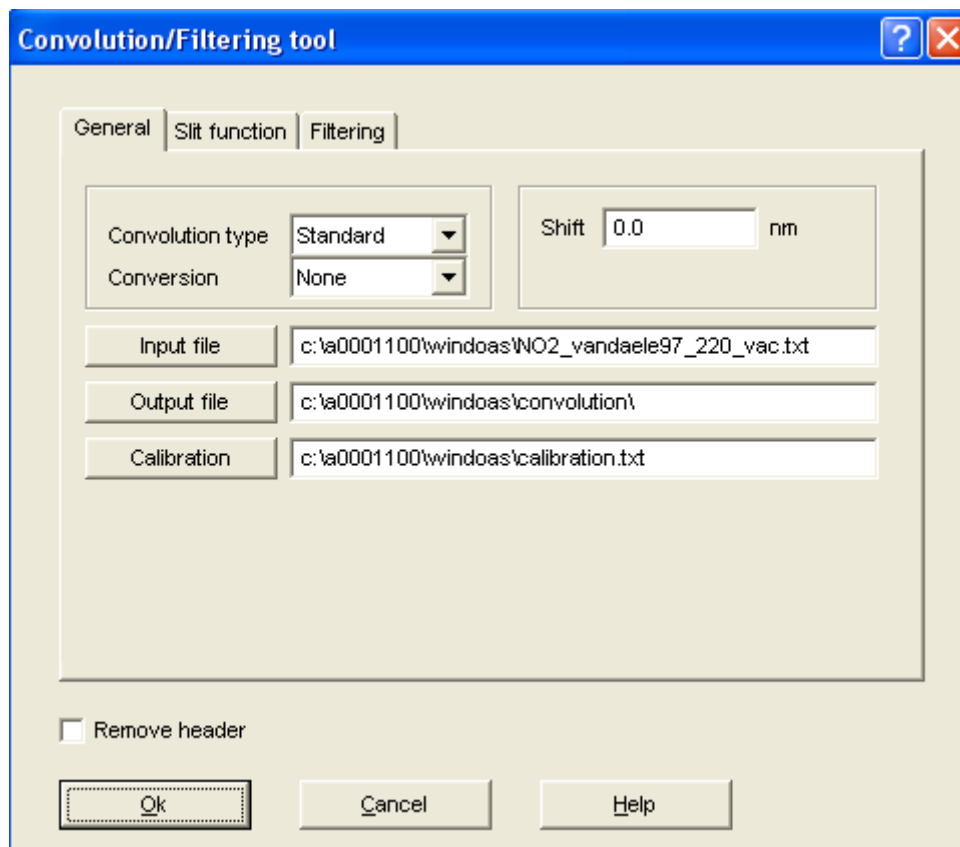 Convolution/Filtering tool
General Slit function Filtering
Convolution type Standard
Conversion None
Shift 0.0 nm
Input file c:\a0001100\windoas\NO2_vandaele97_220_vac.txt
Output file c:\a0001100\windoas\convolution\
Calibration c:\a0001100\windoas\calibration.txt
Remove header
Ok Cancel Help